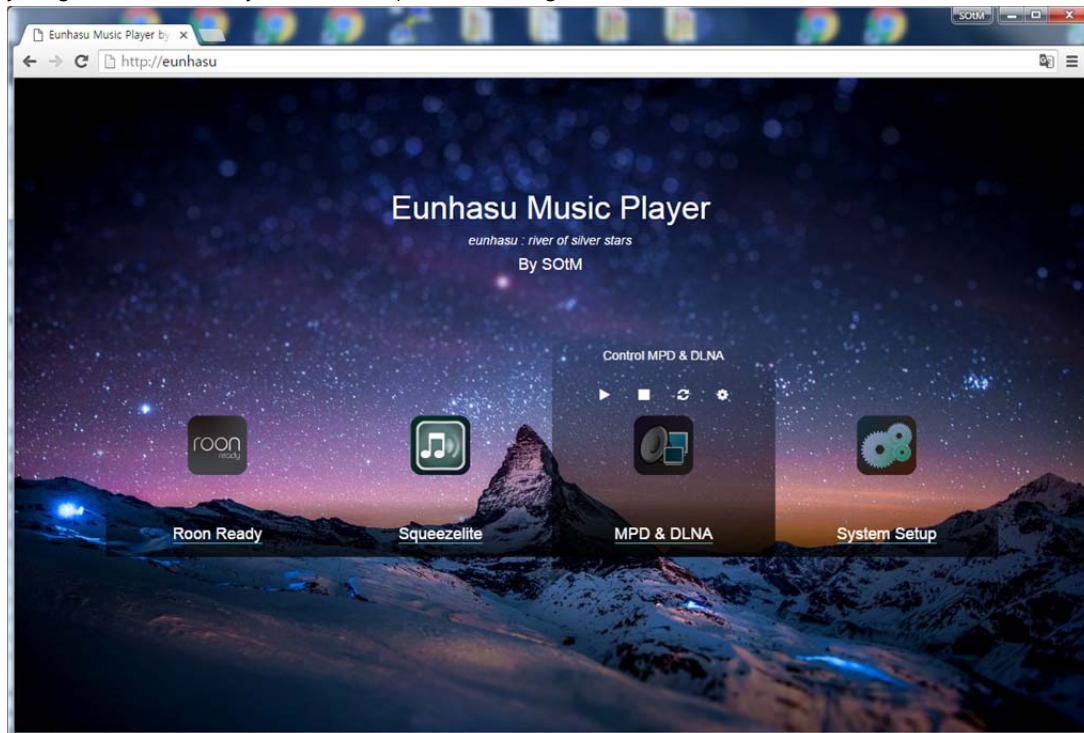 SOtM
Eunhasu Music Player by
http://eunhasu
Eunhasu Music Player
eunhasu : river of silver stars
By SOtM
Control MPD & DLNA
roon
ready
Roon Ready
Squeezelite
MPD & DLNA
System Setup